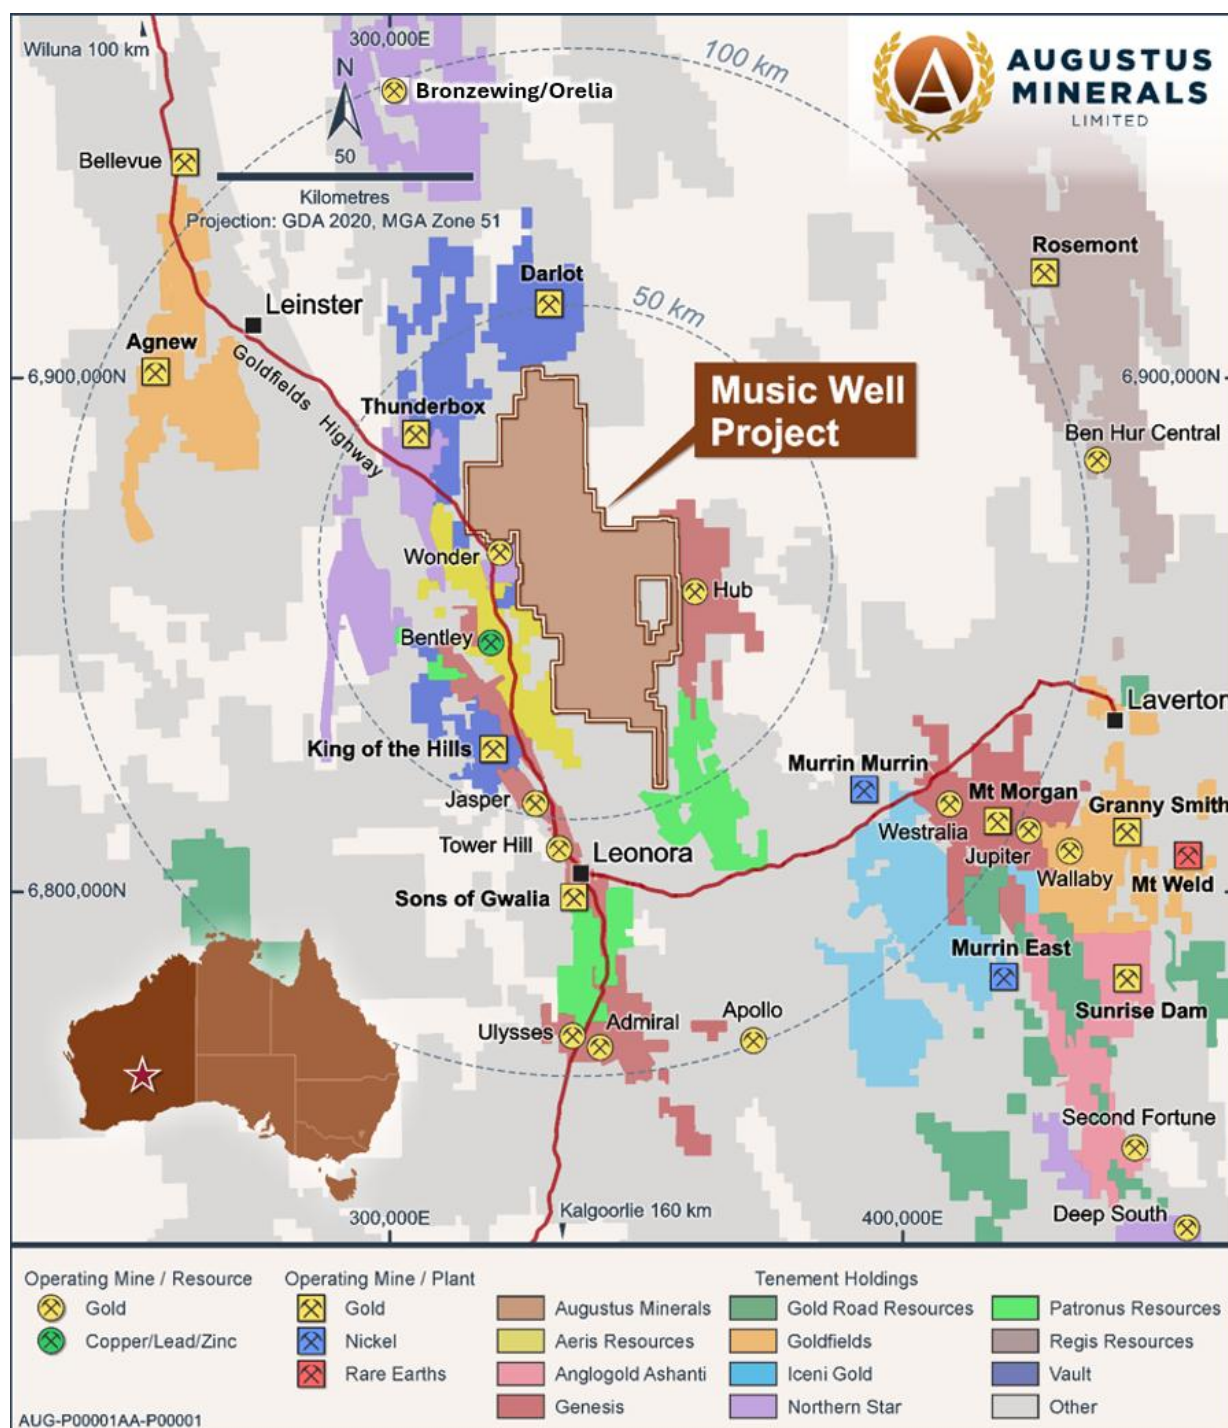 Wiluna 100 km
300,000E
100 km
AUGUSTUS
MINERALS
LIMITED
N
Bronzewing/Orelia
50
Kilometres
Projection: GDA 2020, MGA Zone 51
Bellevue
Rosemont
Darlot
50 km
Leinster
Agnew
Goldfields Highway
6,900,000N
6,900,000N
Music Well
Project
Thunderbox
Ben Hur Central
Wonder
Hub
Bentley
Laverton
King of the Hills
Murrin Murrin
Jasper
Mt Morgan
Granny Smith
Westralia
Tower Hill
Leonora
Jupiter
Wallaby
Mt Weld
6,800,000N
Sons of Gwalia
Murrin East
Sunrise Dam
Ulysses
Admiral
Apollo
Second Fortune
300,000E
Kalgoorlie 160 km
400,000E
Deep South
Operating Mine / Resource
Gold
Copper/Lead/Zinc
Operating Mine / Plant
Gold
Nickel
Rare Earths
Tenement Holdings
Augustus Minerals
Aeris Resources
Anglogold Ashanti
Genesis
Gold Road Resources
Goldfields
Iceni Gold
Northern Star
Patronus Resources
Regis Resources
Vault
Other
AUG-P00001AA-P00001